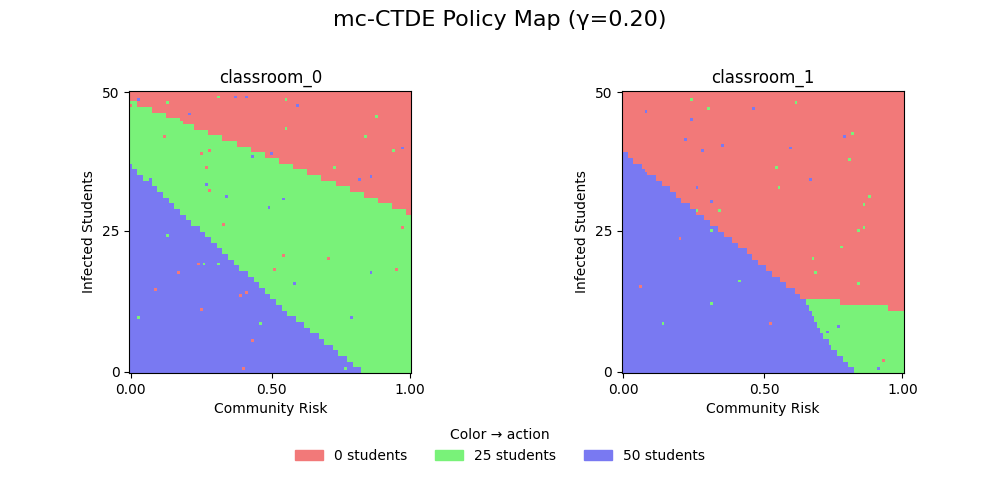 mc-CTDE Policy Map (γ=0.20)
classroom_0
classroom_1
50
25
0
Infected Students
0.00 0.50 1.00
Community Risk
50
25
0
Infected Students
0.00 0.50 1.00
Community Risk
Color → action
0 students 25 students 50 students